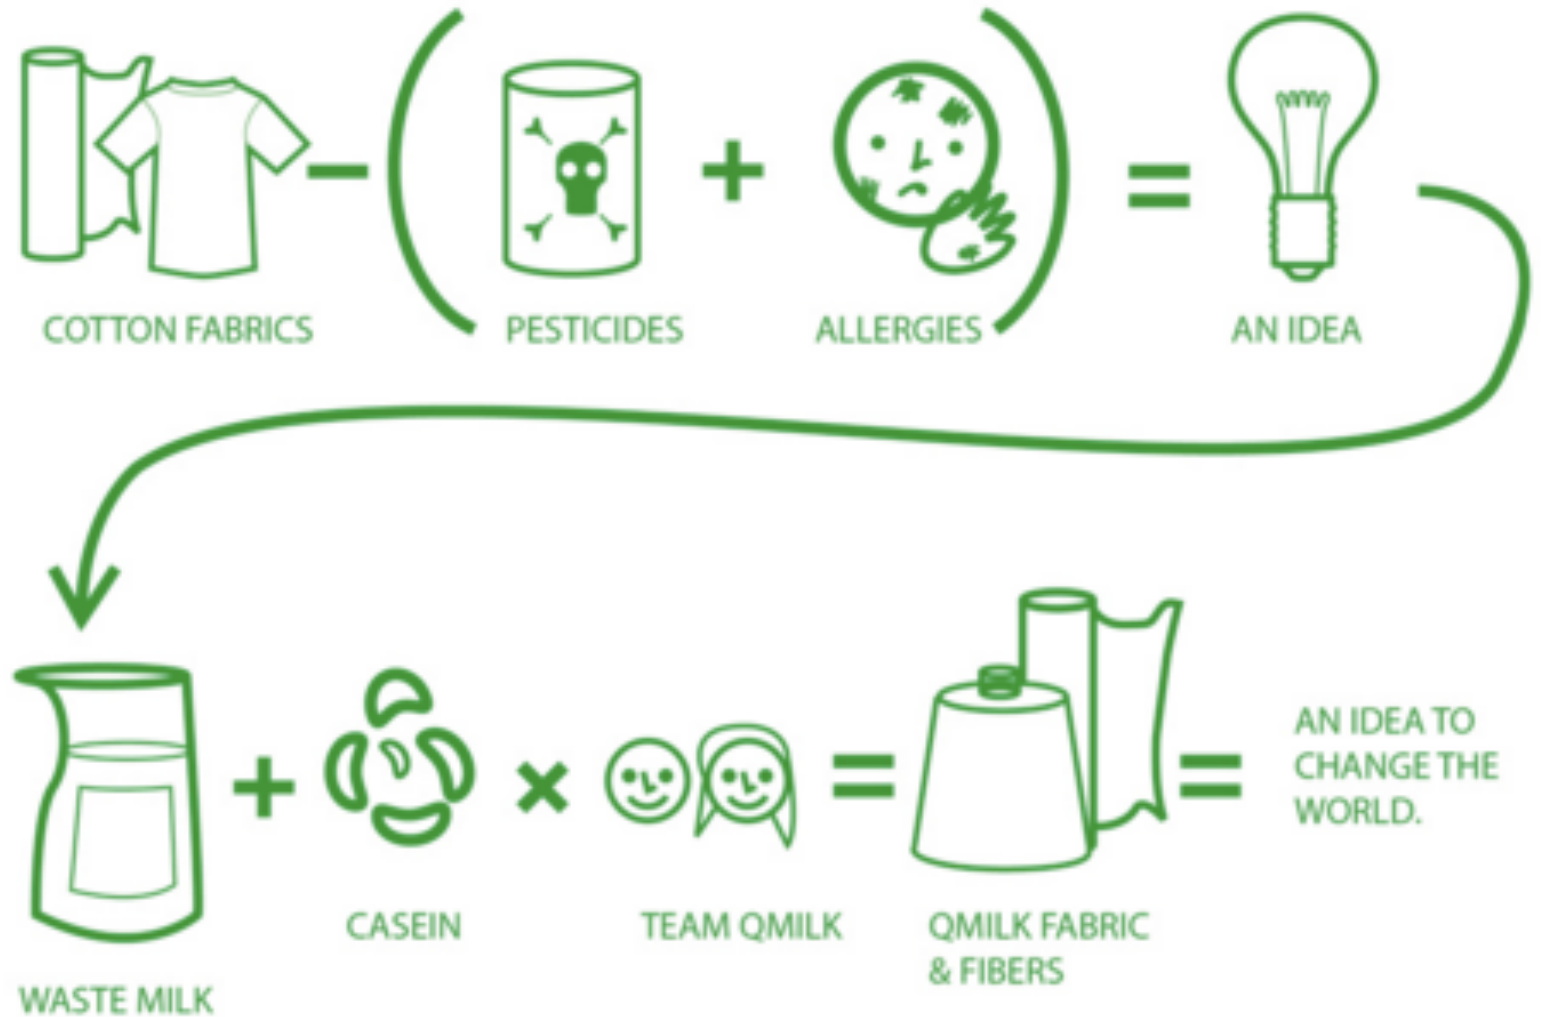 COTTON FABRICS
PESTICIDES
ALLERGIES
AN IDEA
WASTE MILK
CASEIN
TEAM QMILK
QMILK FABRIC
& FIBERS
AN IDEA TO
CHANGE THE
WORLD.